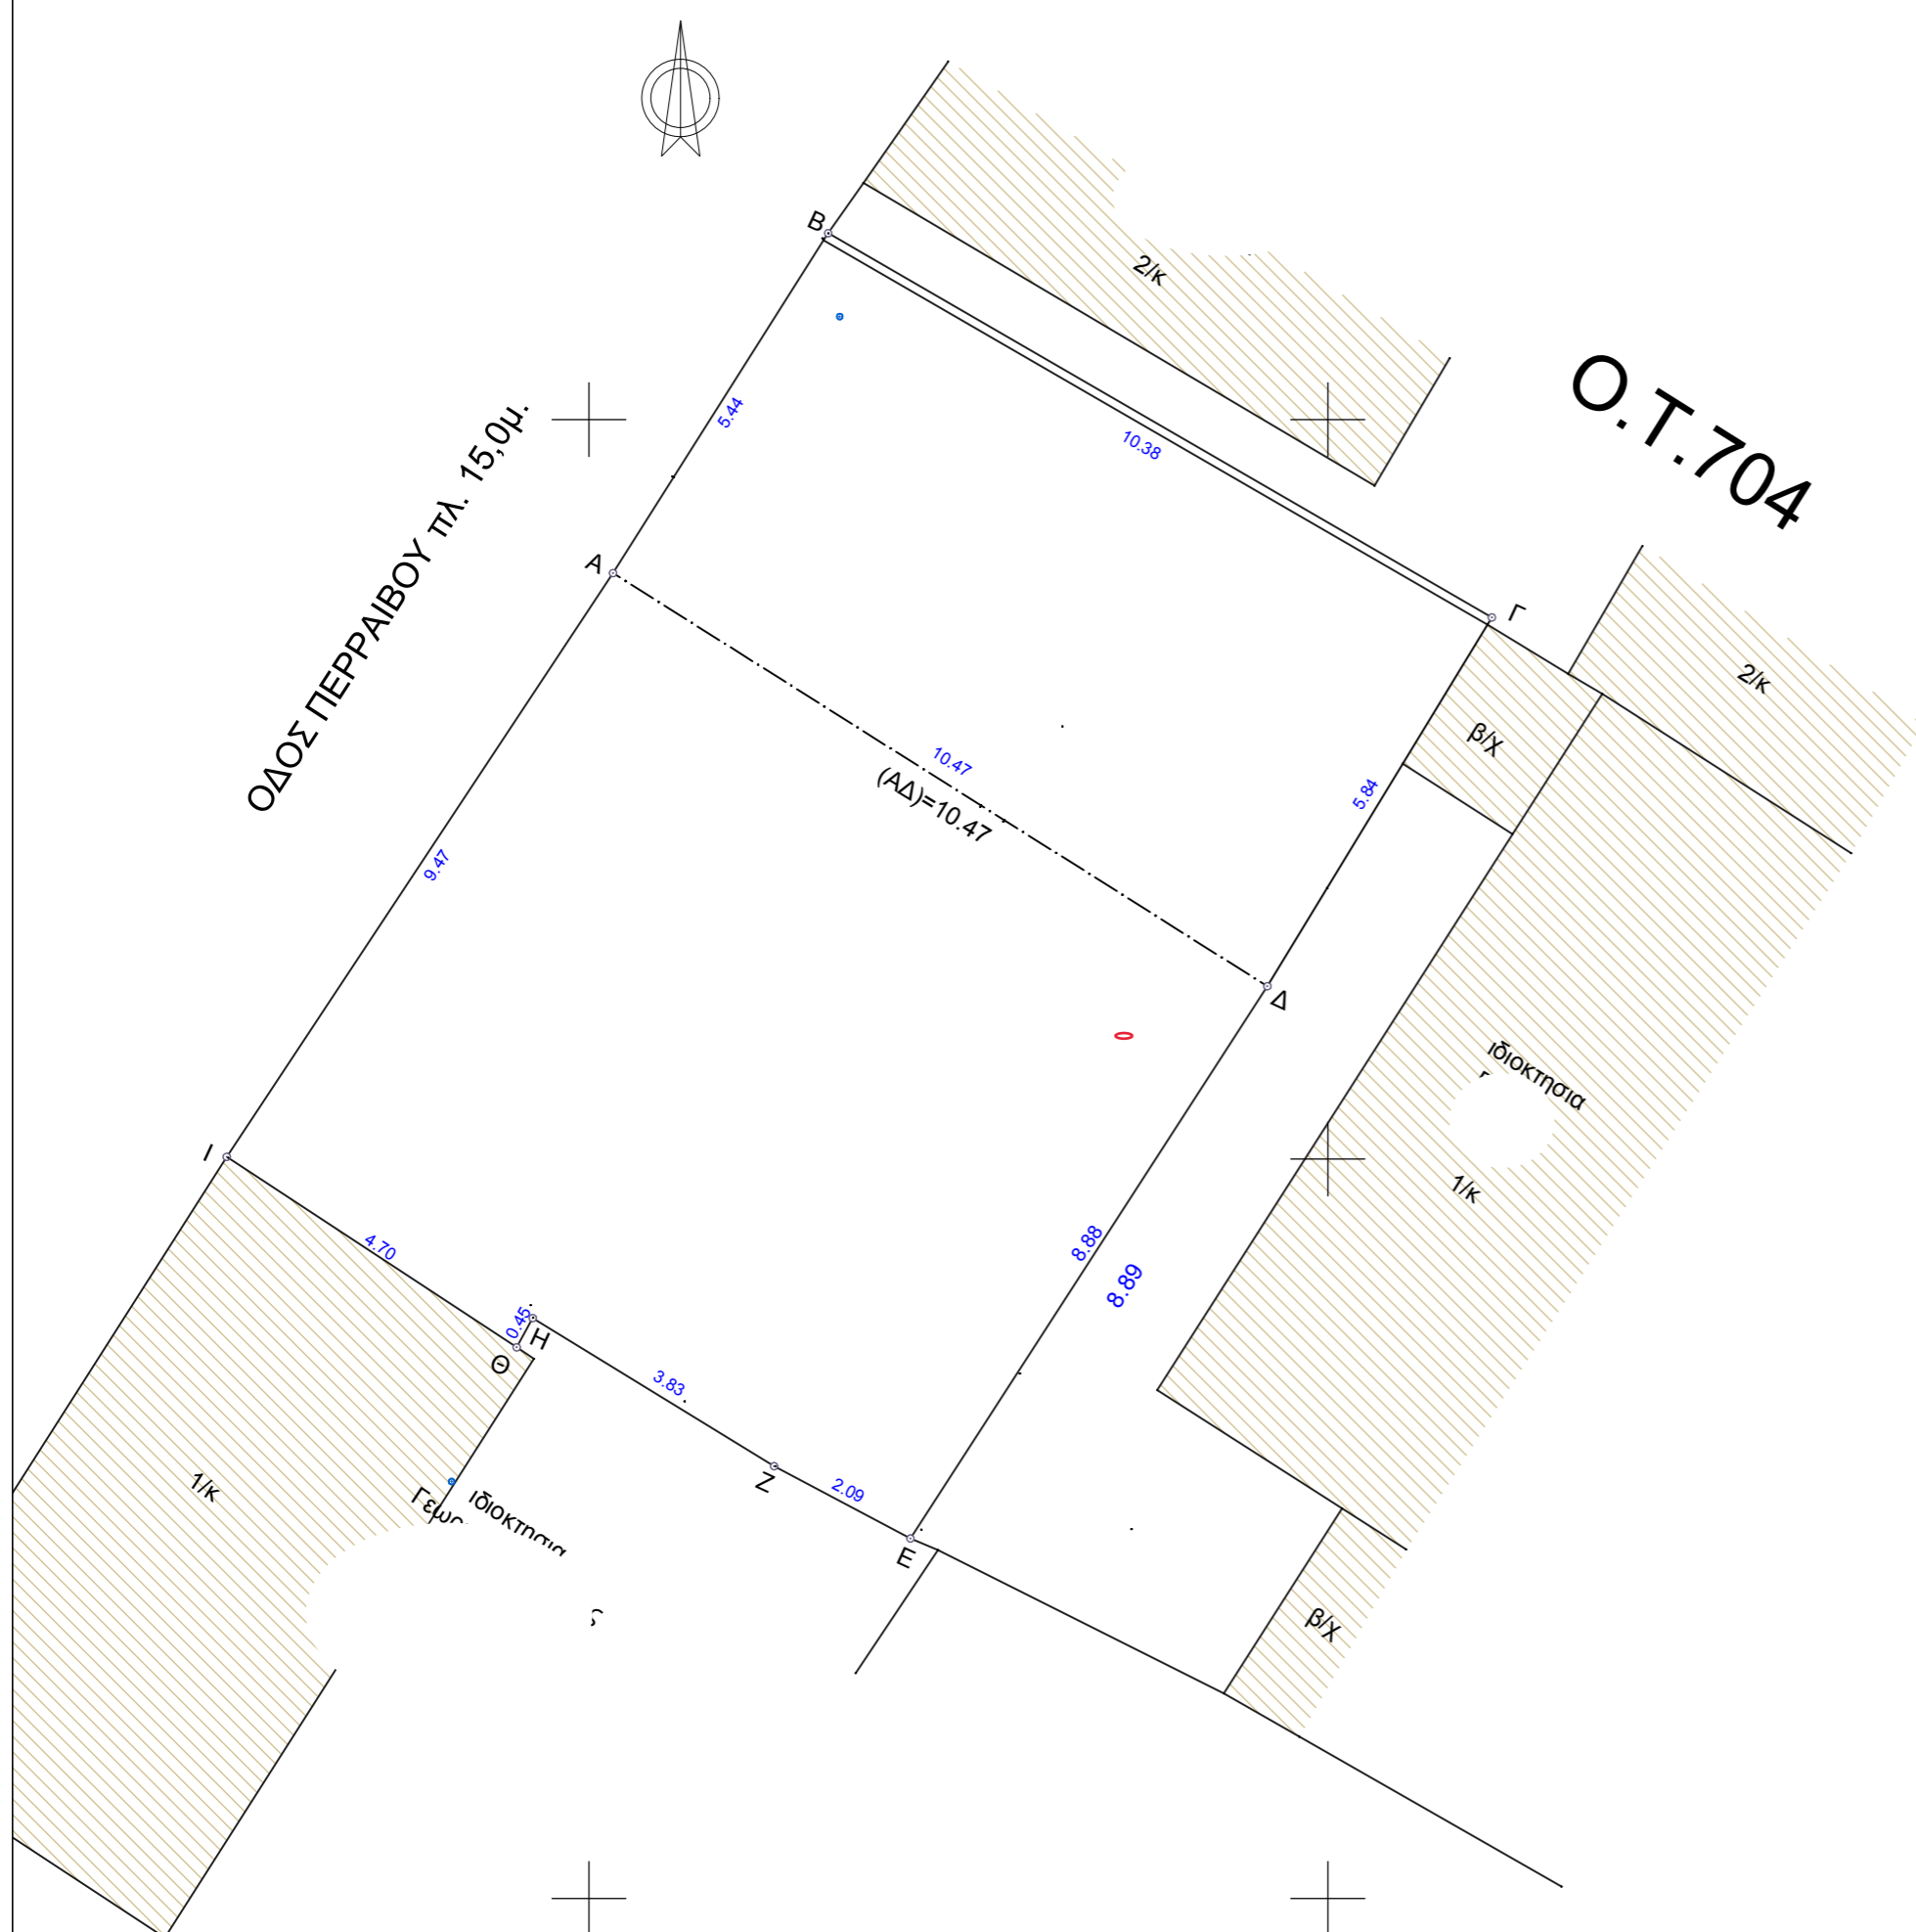 Β
2/κ
Ο.Τ.704
5.44
10.38
ΟΔΟΣ ΠΕΡΡΑΙΒΟΥ πλ. 15,0μ.
Α
Γ
2/κ
β/Χ
10.47
(ΑΔ)=10.47
5.84
9.47
Δ
ιδιοκτησια
1/κ
Ι
4.70
8.88
8.89
0.45
Η
Θ
3.83
Ζ
2.09
Ε
1/κ
Ιδιοκτησια
β/Χ